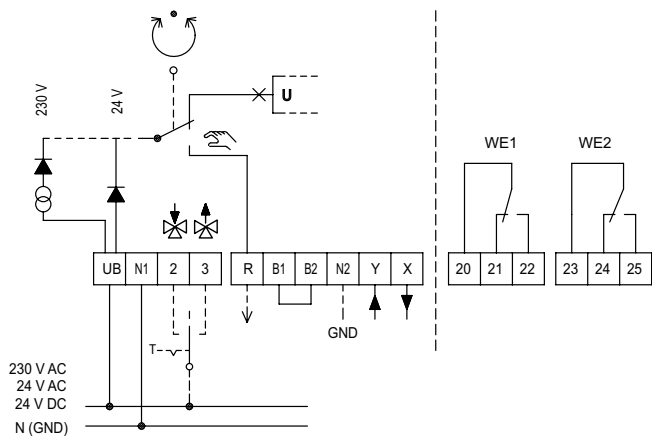 230 V
24 V
U
WE1
WE2
UB N1 2 3
R B1 B2 N2 Y X
20 21 22
23 24 25
GND
T
230 V AC
24 V AC
24 V DC
N (GND)